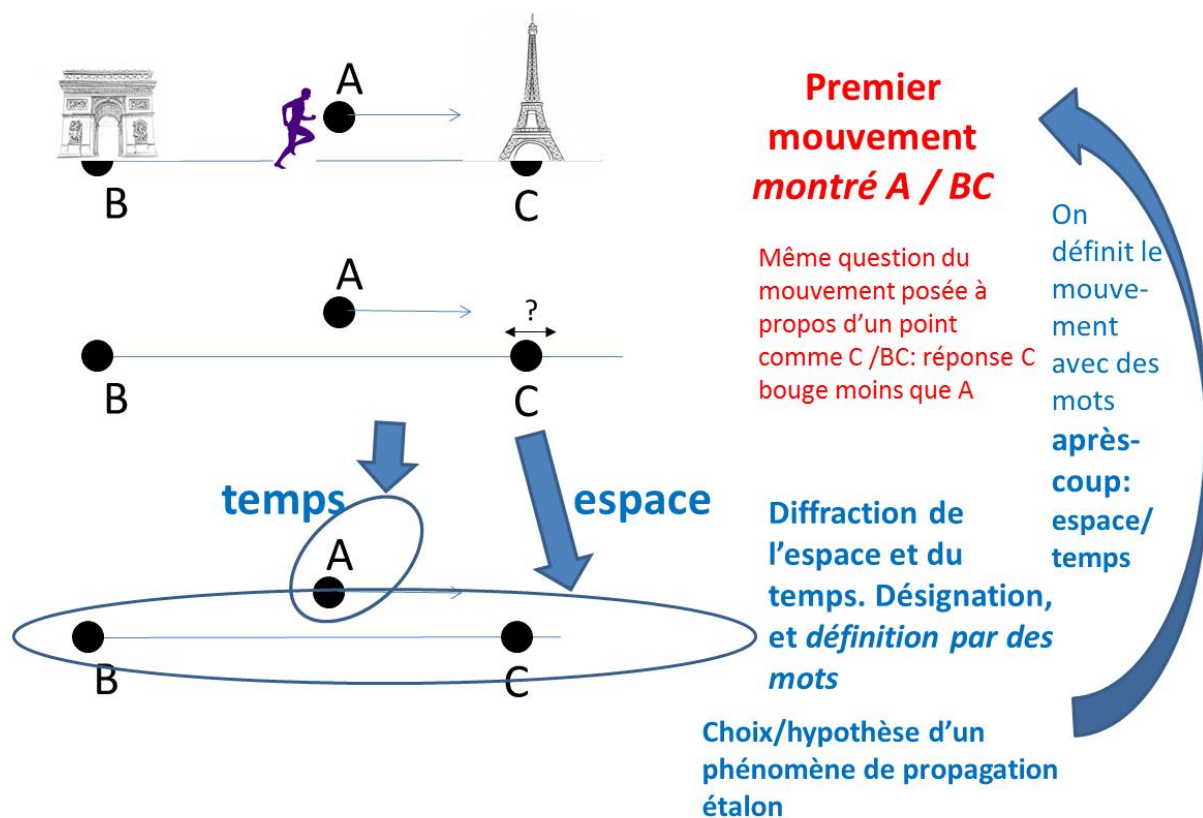 A
B
C
Premier
mouvement
montré A / BC
A
?
B
C
Même question du
mouvement posée à
propos d'un point
comme C /BC: réponse C
bouge moins que A
On
définit le
mouve-
ment
avec des
mots
après-
coup:
espace/
temps
temps
espace
A
B
C
Diffraction de
l'espace et du
temps. Désignation,
et définition par des
mots
Choix/hypothèse d'un
phénomène de propagation
étalon